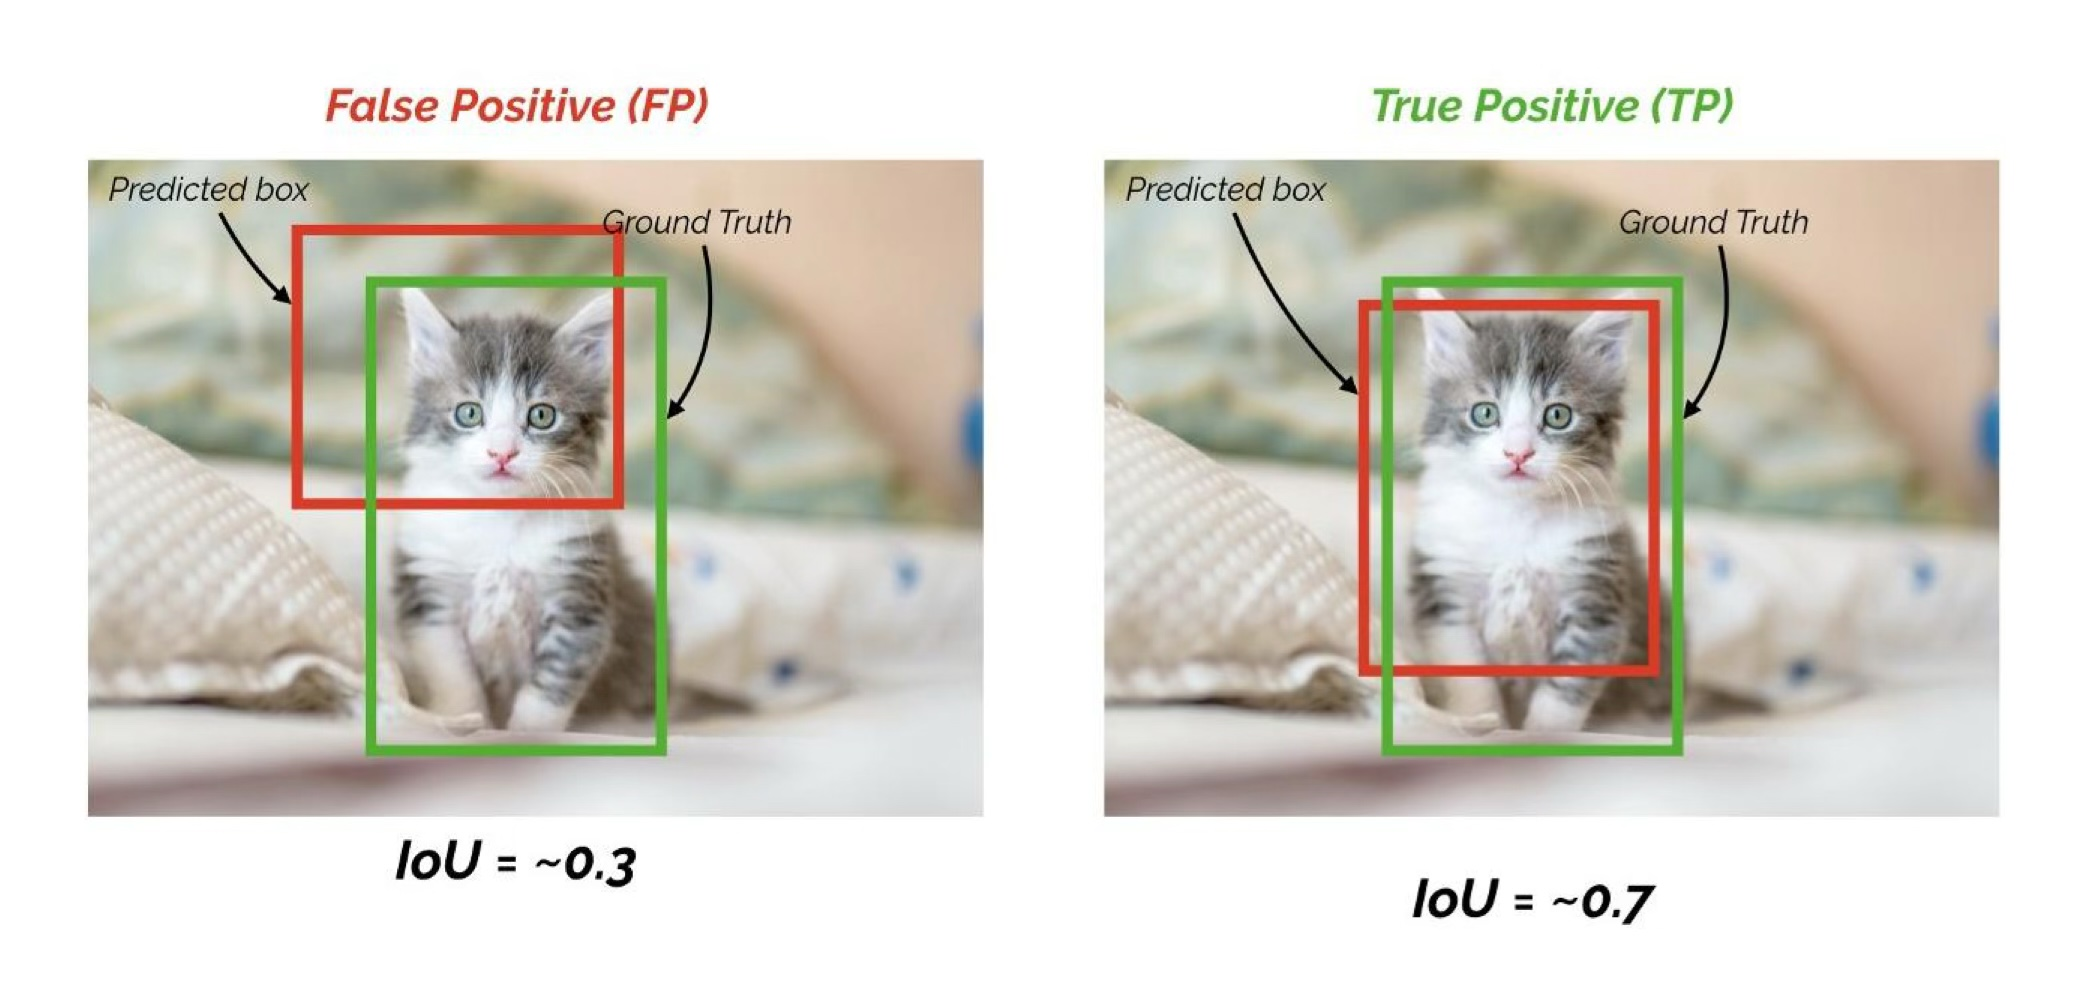 False Positive (FP)
Predicted box
Ground Truth
IoU = ~0.3
True Positive (TP)
Predicted box
Ground Truth
IoU = ~0.7